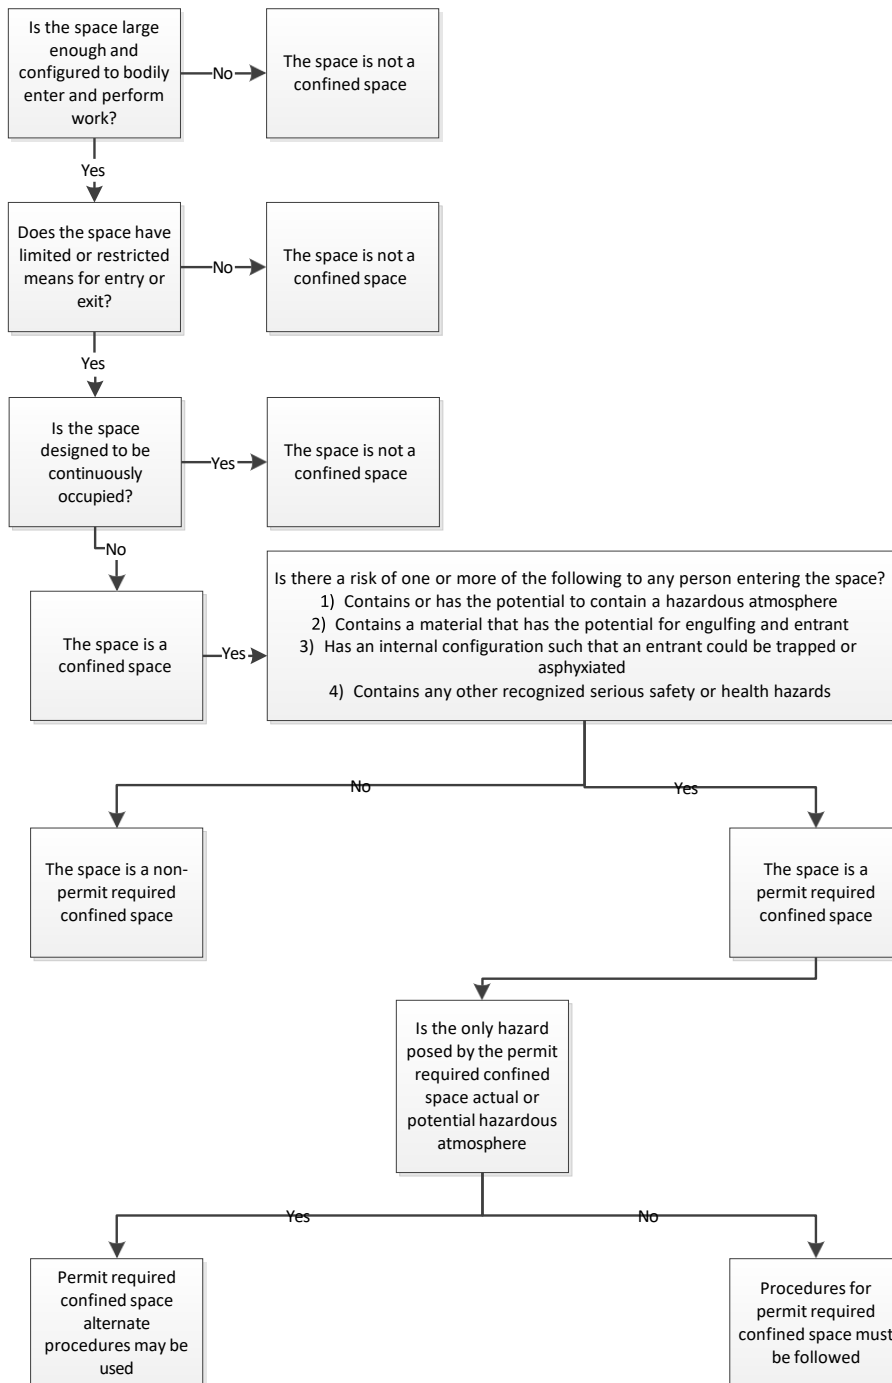 Is the space large
enough and
configured to bodily
enter and perform
work?
No
The space is not a
confined space
Yes
Does the space have
limited or restricted
means for entry or
exit?
No
The space is not a
confined space
Yes
Is the space
designed to be
continuously
occupied?
Yes
The space is not a
confined space
No
The space is a
confined space
Yes
Is there a risk of one or more of the following to any person entering the space?
1) Contains or has the potential to contain a hazardous atmosphere
2) Contains a material that has the potential for engulfing and entrant
3) Has an internal configuration such that an entrant could be trapped or
asphyxiated
4) Contains any other recognized serious safety or health hazards
No
Yes
The space is a non-
permit required
confined space
The space is a
permit required
confined space
Is the only hazard
posed by the permit
required confined
space actual or
potential hazardous
atmosphere
Yes
No
Permit required
confined space
alternate
procedures may be
used
Procedures for
permit required
confined space must
be followed